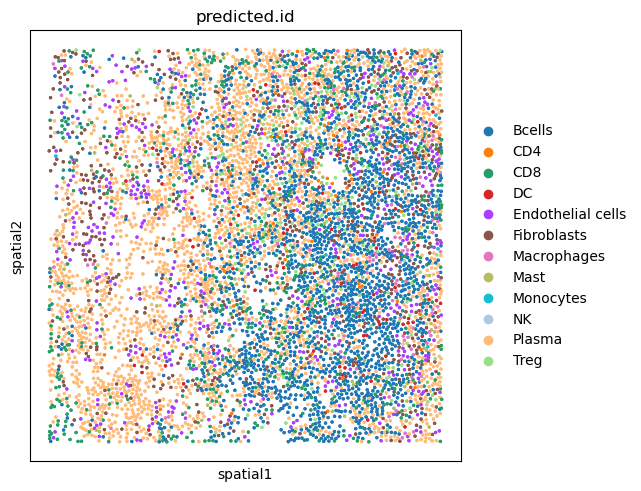 predicted.id
spatial2
spatial1
Bcells
CD4
CD8
DC
Endothelial cells
Fibroblasts
Macrophages
Mast
Monocytes
NK
Plasma
Treg